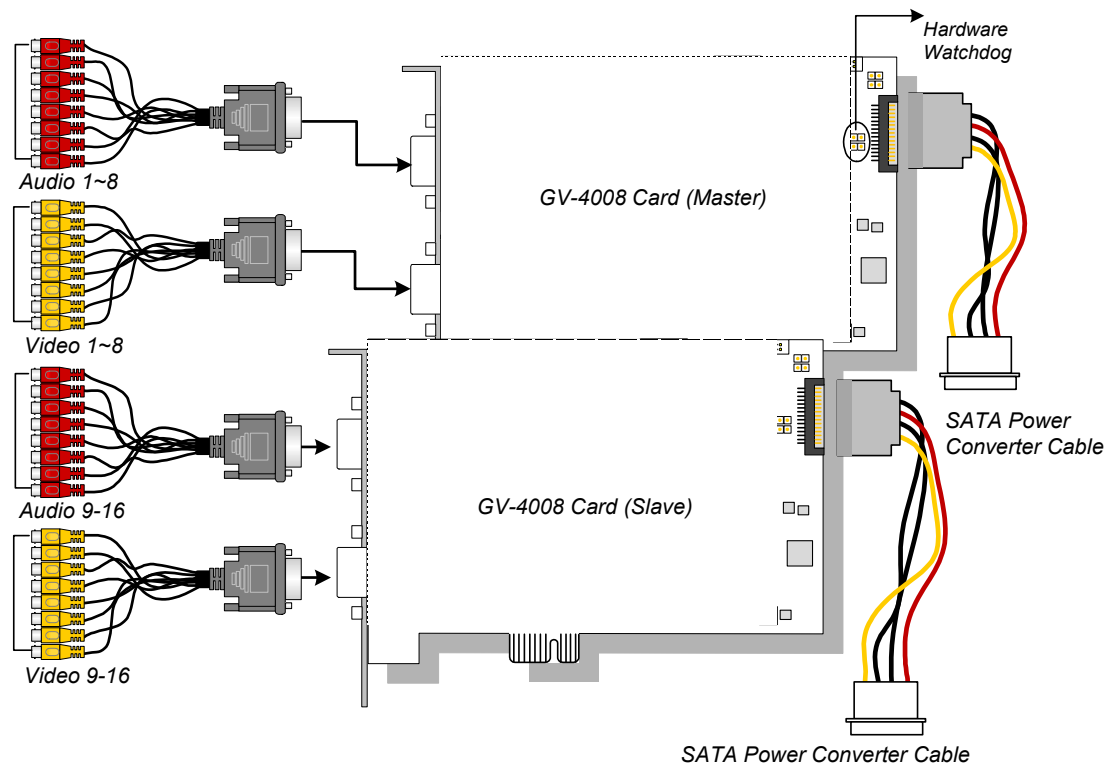 Hardware
Watchdog
Audio 1~8
GV-4008 Card (Master)
Video 1~8
SATA Power
Converter Cable
Audio 9-16
GV-4008 Card (Slave)
Video 9-16
SATA Power Converter Cable